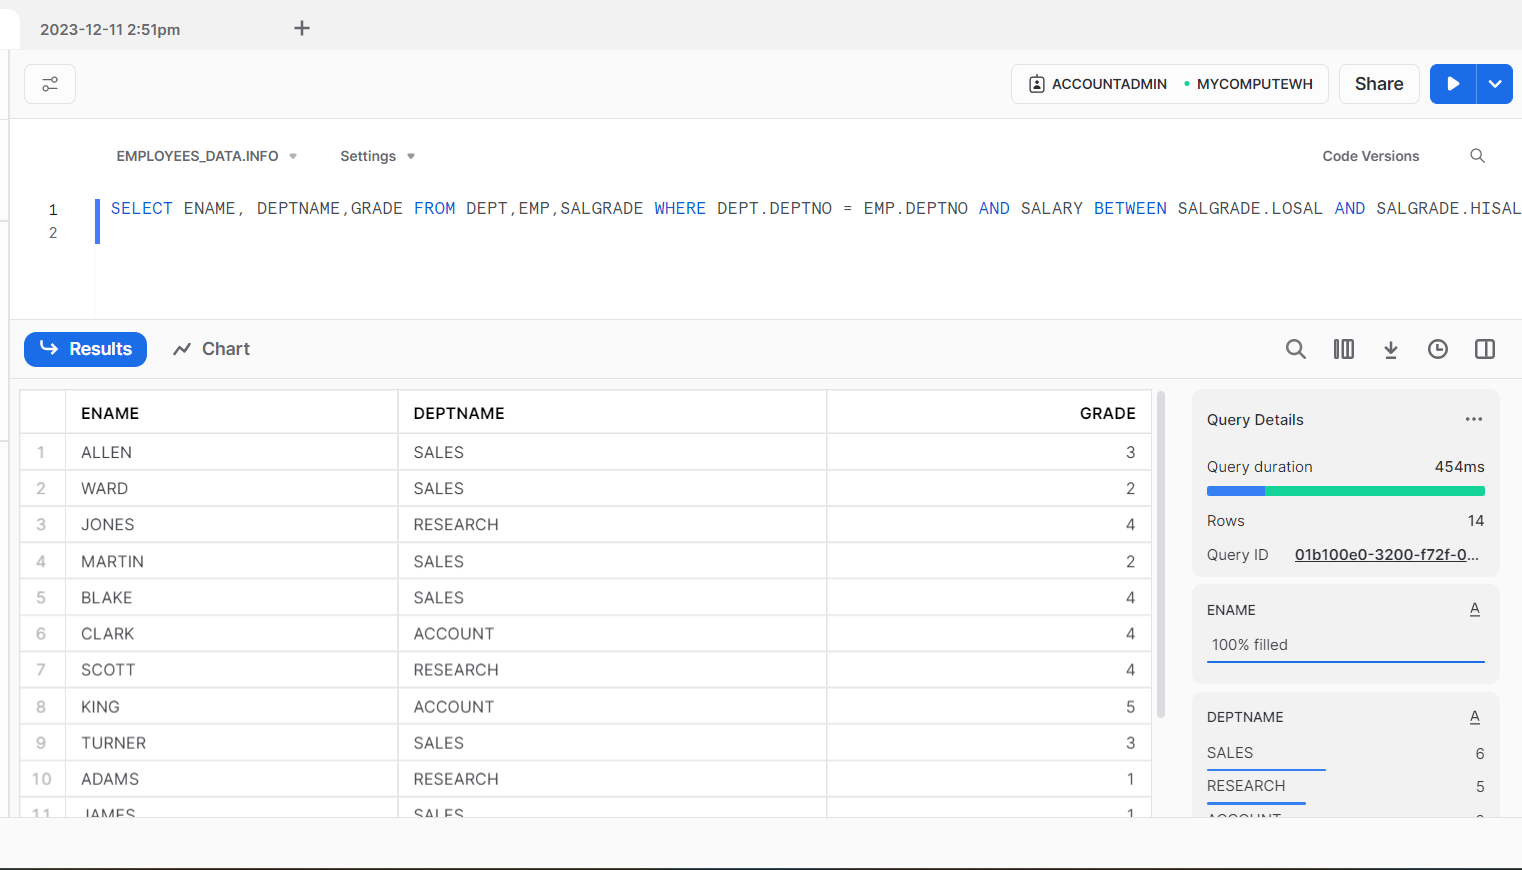 2023-12-11 2:51pm
ACCOUNTADMIN MYCOMPUTEWH Share
EMPLOYEES_DATA.INFO Settings Code Versions
1 SELECT ENAME, DEPTNAME,GRADE FROM DEPT,EMP,SALGRADE WHERE DEPT.DEPTNO = EMP.DEPTNO AND SALARY BETWEEN SALGRADE.LOSAL AND SALGRADE.HISAL
2
Results Chart
ENAME DEPTNAME GRADE
1 ALLEN SALES 3
2 WARD SALES 2
3 JONES RESEARCH 4
4 MARTIN SALES 2
5 BLAKE SALES 4
6 CLARK ACCOUNT 4
7 SCOTT RESEARCH 4
8 KING ACCOUNT 5
9 TURNER SALES 3
10 ADAMS RESEARCH 1
11 JAMES SALES 1
Query Details
Query duration 454ms
Rows 14
Query ID 01b100e0-3200-f72f-0...
ENAME A
100% filled
DEPTNAME A
SALES 6
RESEARCH 5
ACCOUNT